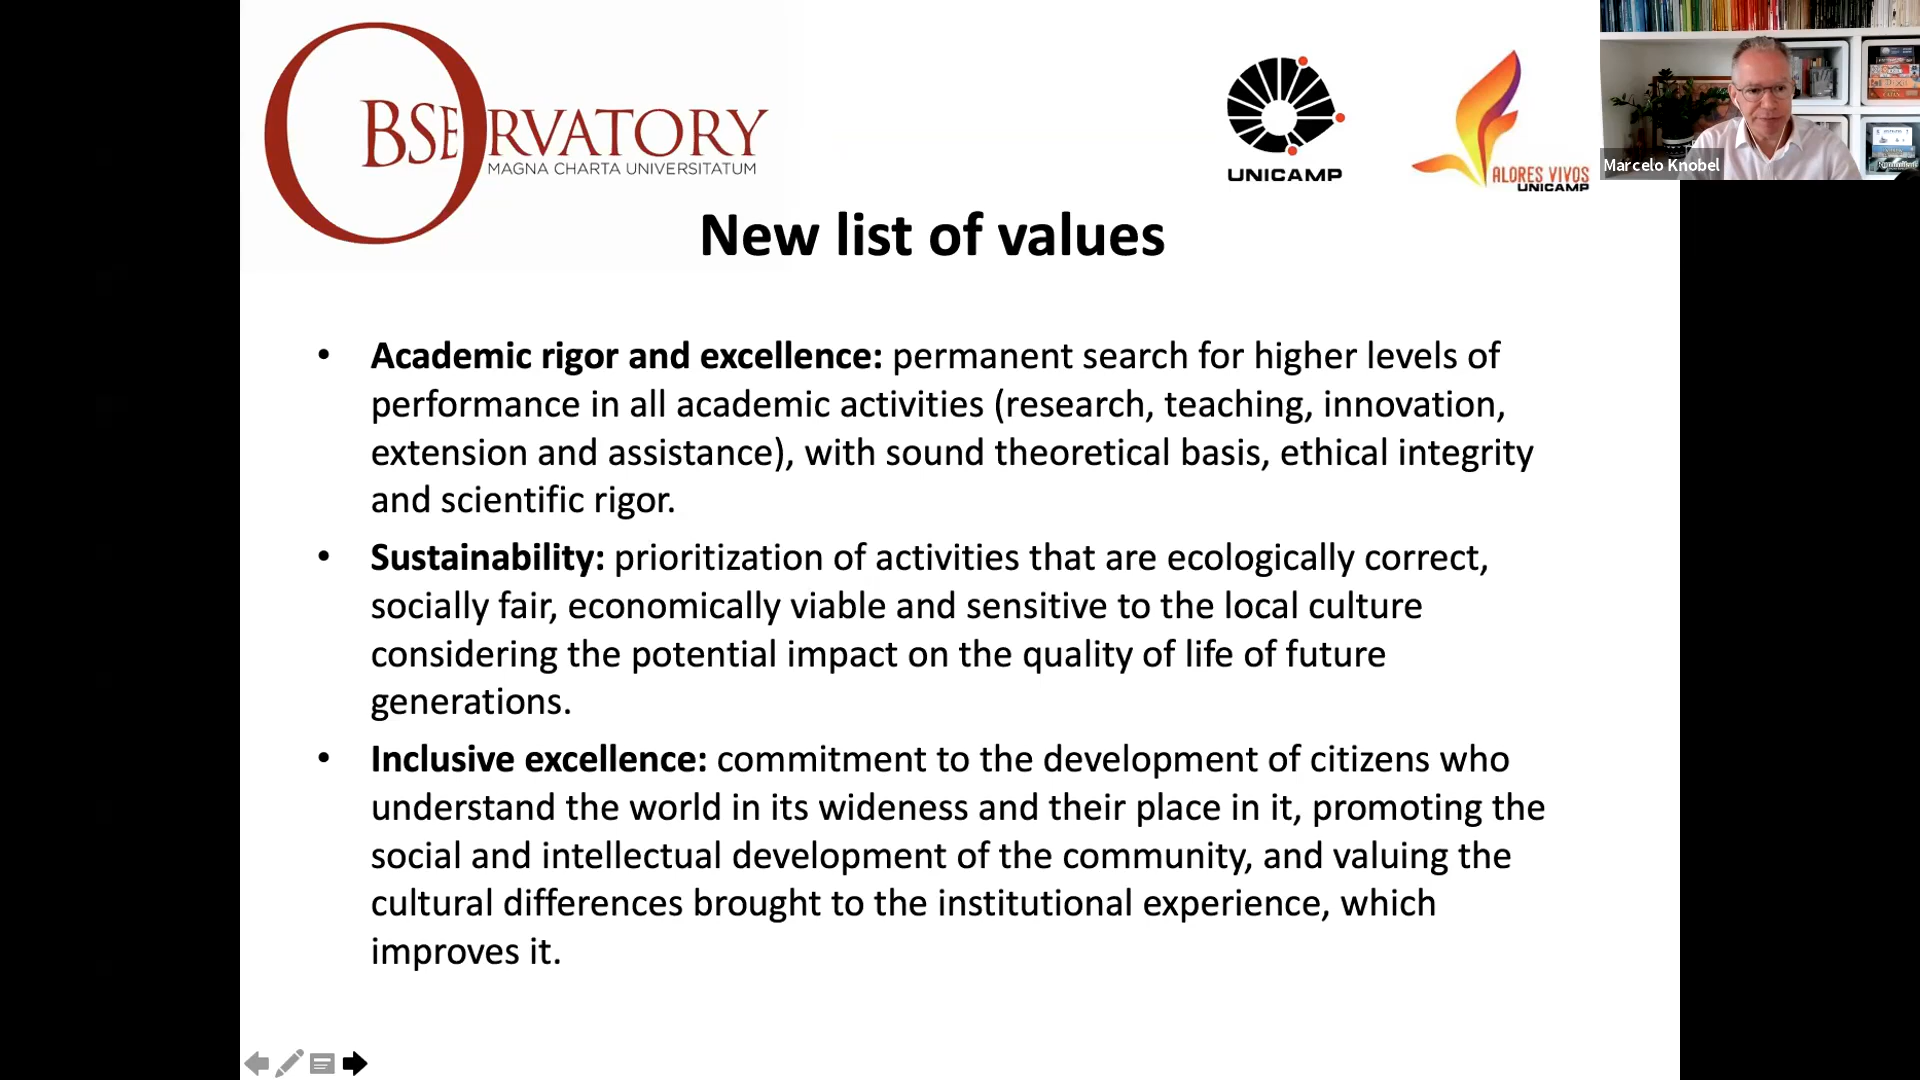 OBSERVATORY
MAGNA CHARTA UNIVERSITATUM
UNICAMP
VALORES VIVOS
UNICAMP
Marcelo Knobel
New list of values
• Academic rigor and excellence: permanent search for higher levels of
performance in all academic activities (research, teaching, innovation,
extension and assistance), with sound theoretical basis, ethical integrity
and scientific rigor.
• Sustainability: prioritization of activities that are ecologically correct,
socially fair, economically viable and sensitive to the local culture
considering the potential impact on the quality of life of future
generations.
• Inclusive excellence: commitment to the development of citizens who
understand the world in its wideness and their place in it, promoting the
social and intellectual development of the community, and valuing the
cultural differences brought to the institutional experience, which
improves it.